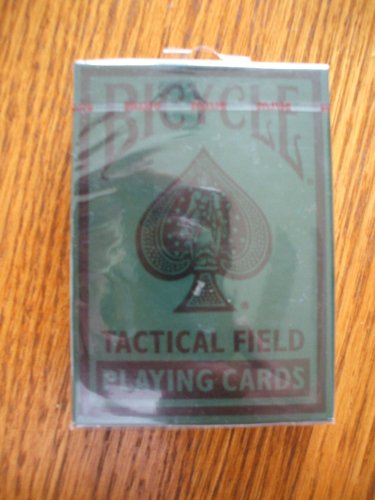 BICYCLE
TACTICAL FIELD
PLAYING CARDS